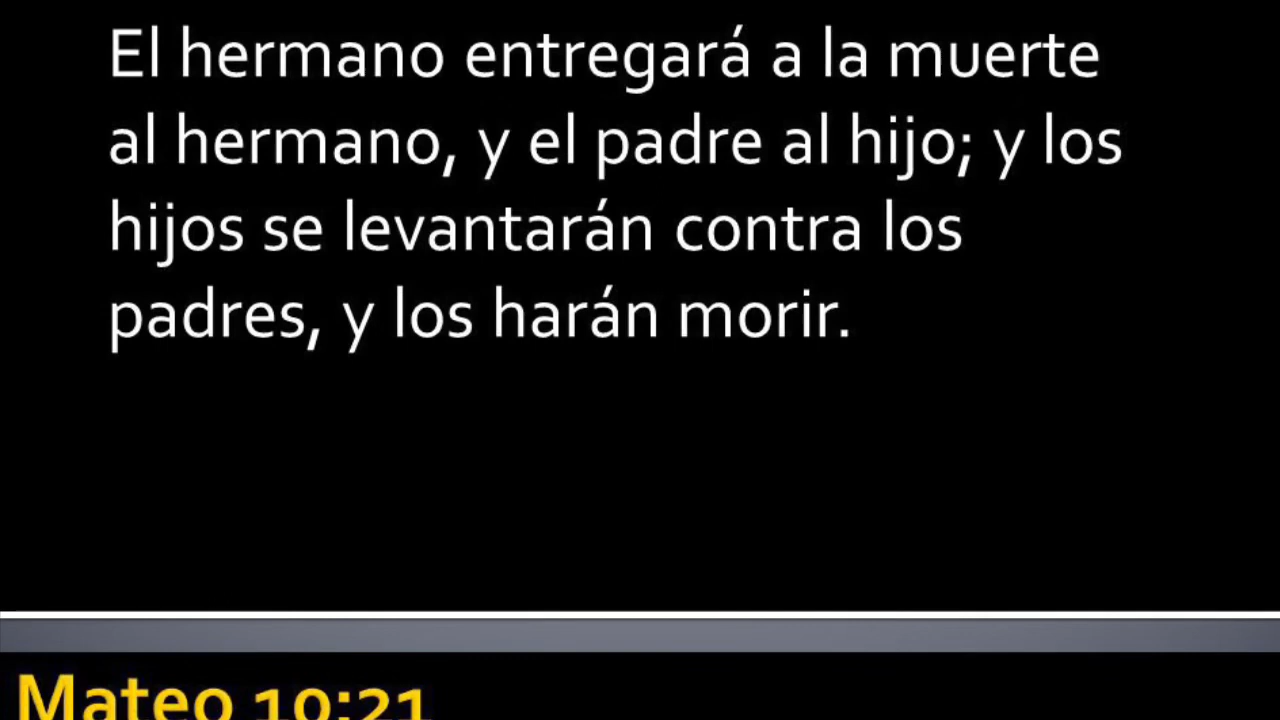 El hermano entregará a la muerte
al hermano, y el padre al hijo; y los
hijos se levantarán contra los
padres, y los harán morir.
Mateo 10:21